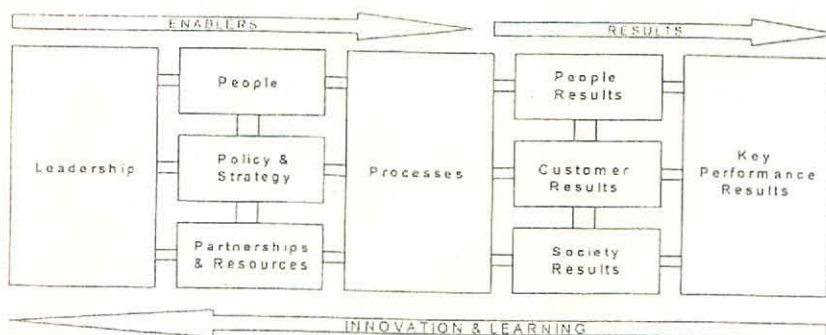 ENABLERS
RESULTS
Leadership
People
Policy &
Strategy
Partnerships
& Resources
Processes
People
Results
Customer
Results
Society
Results
Key
Performance
Results
INNOVATION & LEARNING